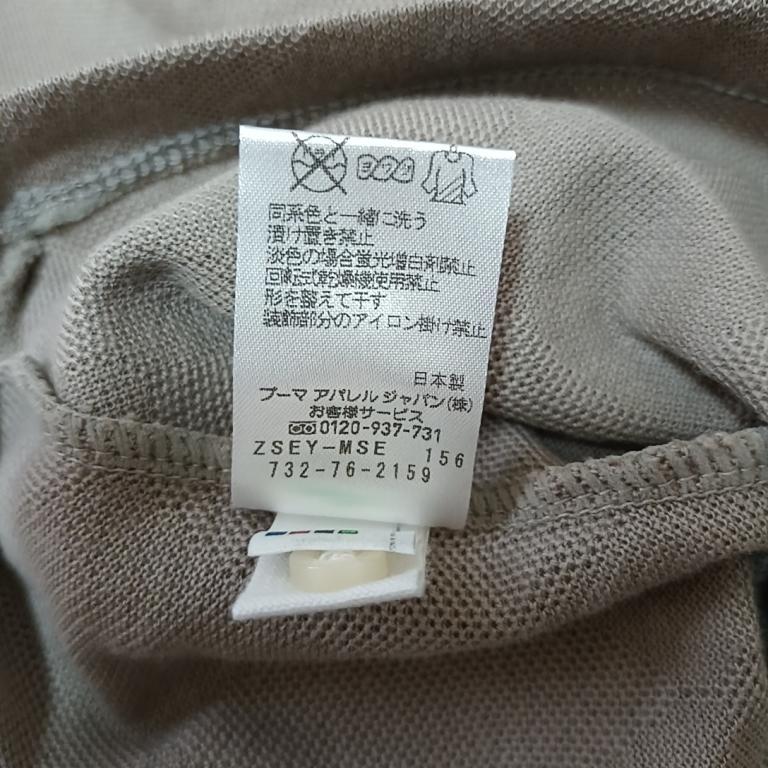 ヨワク
同系色と一緒に洗う
漬け置き禁止
淡色の場合蛍光増白剤禁止
回転式乾燥機使用禁止
形を整えて干す
装飾部分のアイロン掛け禁止
日本製
プーマ アパレル ジャパン(株)
お客様サービス
0120-937-731
ZSEY-MSE 156
732-76-2159